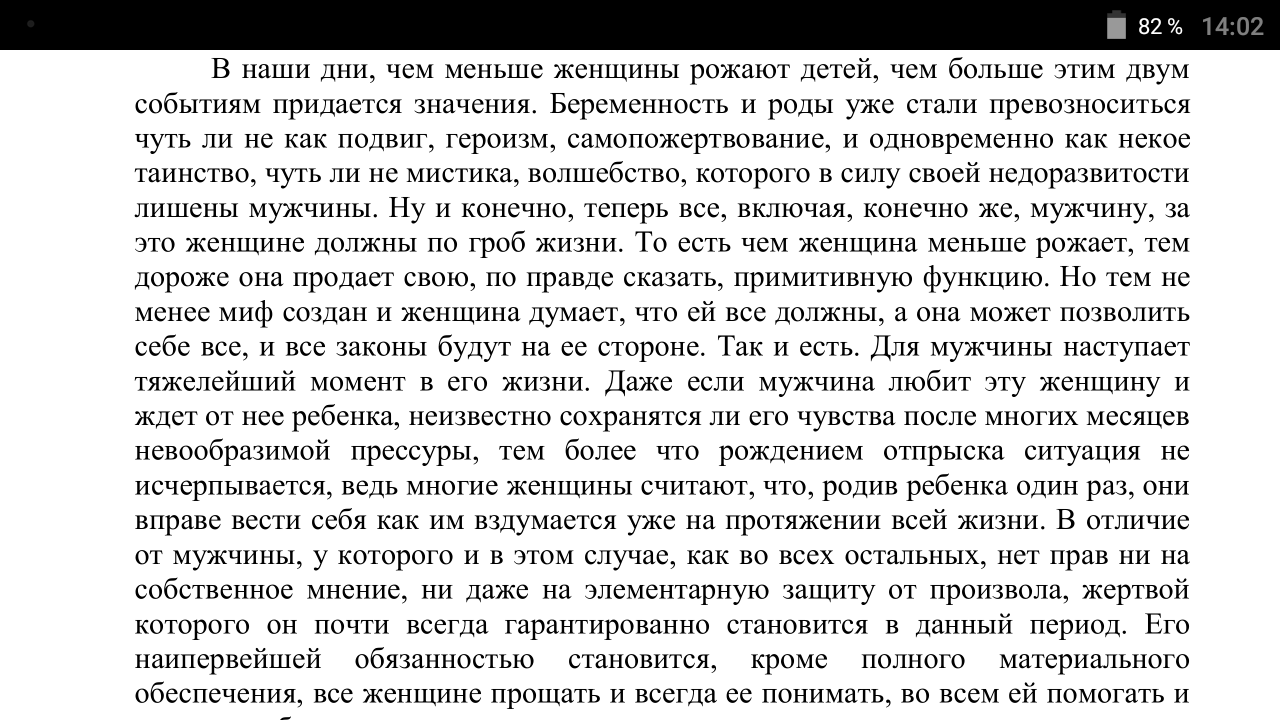 82 % 14:02
В наши дни, чем меньше женщины рожают детей, чем больше этим двум
событиям придается значения. Беременность и роды уже стали превозноситься
чуть ли не как подвиг, героизм, самопожертвование, и одновременно как некое
таинство, чуть ли не мистика, волшебство, которого в силу своей недоразвитости
лишены мужчины. Ну и конечно, теперь все, включая, конечно же, мужчину, за
это женщине должны по гроб жизни. То есть чем женщина меньше рожает, тем
дороже она продает свою, по правде сказать, примитивную функцию. Но тем не
менее миф создан и женщина думает, что ей все должны, а она может позволить
себе все, и все законы будут на ее стороне. Так и есть. Для мужчины наступает
тяжелейший момент в его жизни. Даже если мужчина любит эту женщину и
ждет от нее ребенка, неизвестно сохранятся ли его чувства после многих месяцев
невообразимой прессуры, тем более что рождением отпрыска ситуация не
исчерпывается, ведь многие женщины считают, что, родив ребенка один раз, они
вправе вести себя как им вздумается уже на протяжении всей жизни. В отличие
от мужчины, у которого и в этом случае, как во всех остальных, нет прав ни на
собственное мнение, ни даже на элементарную защиту от произвола, жертвой
которого он почти всегда гарантированно становится в данный период. Его
наипервейшей обязанностью становится, кроме полного материального
обеспечения, все женщине прощать и всегда ее понимать, во всем ей помогать и